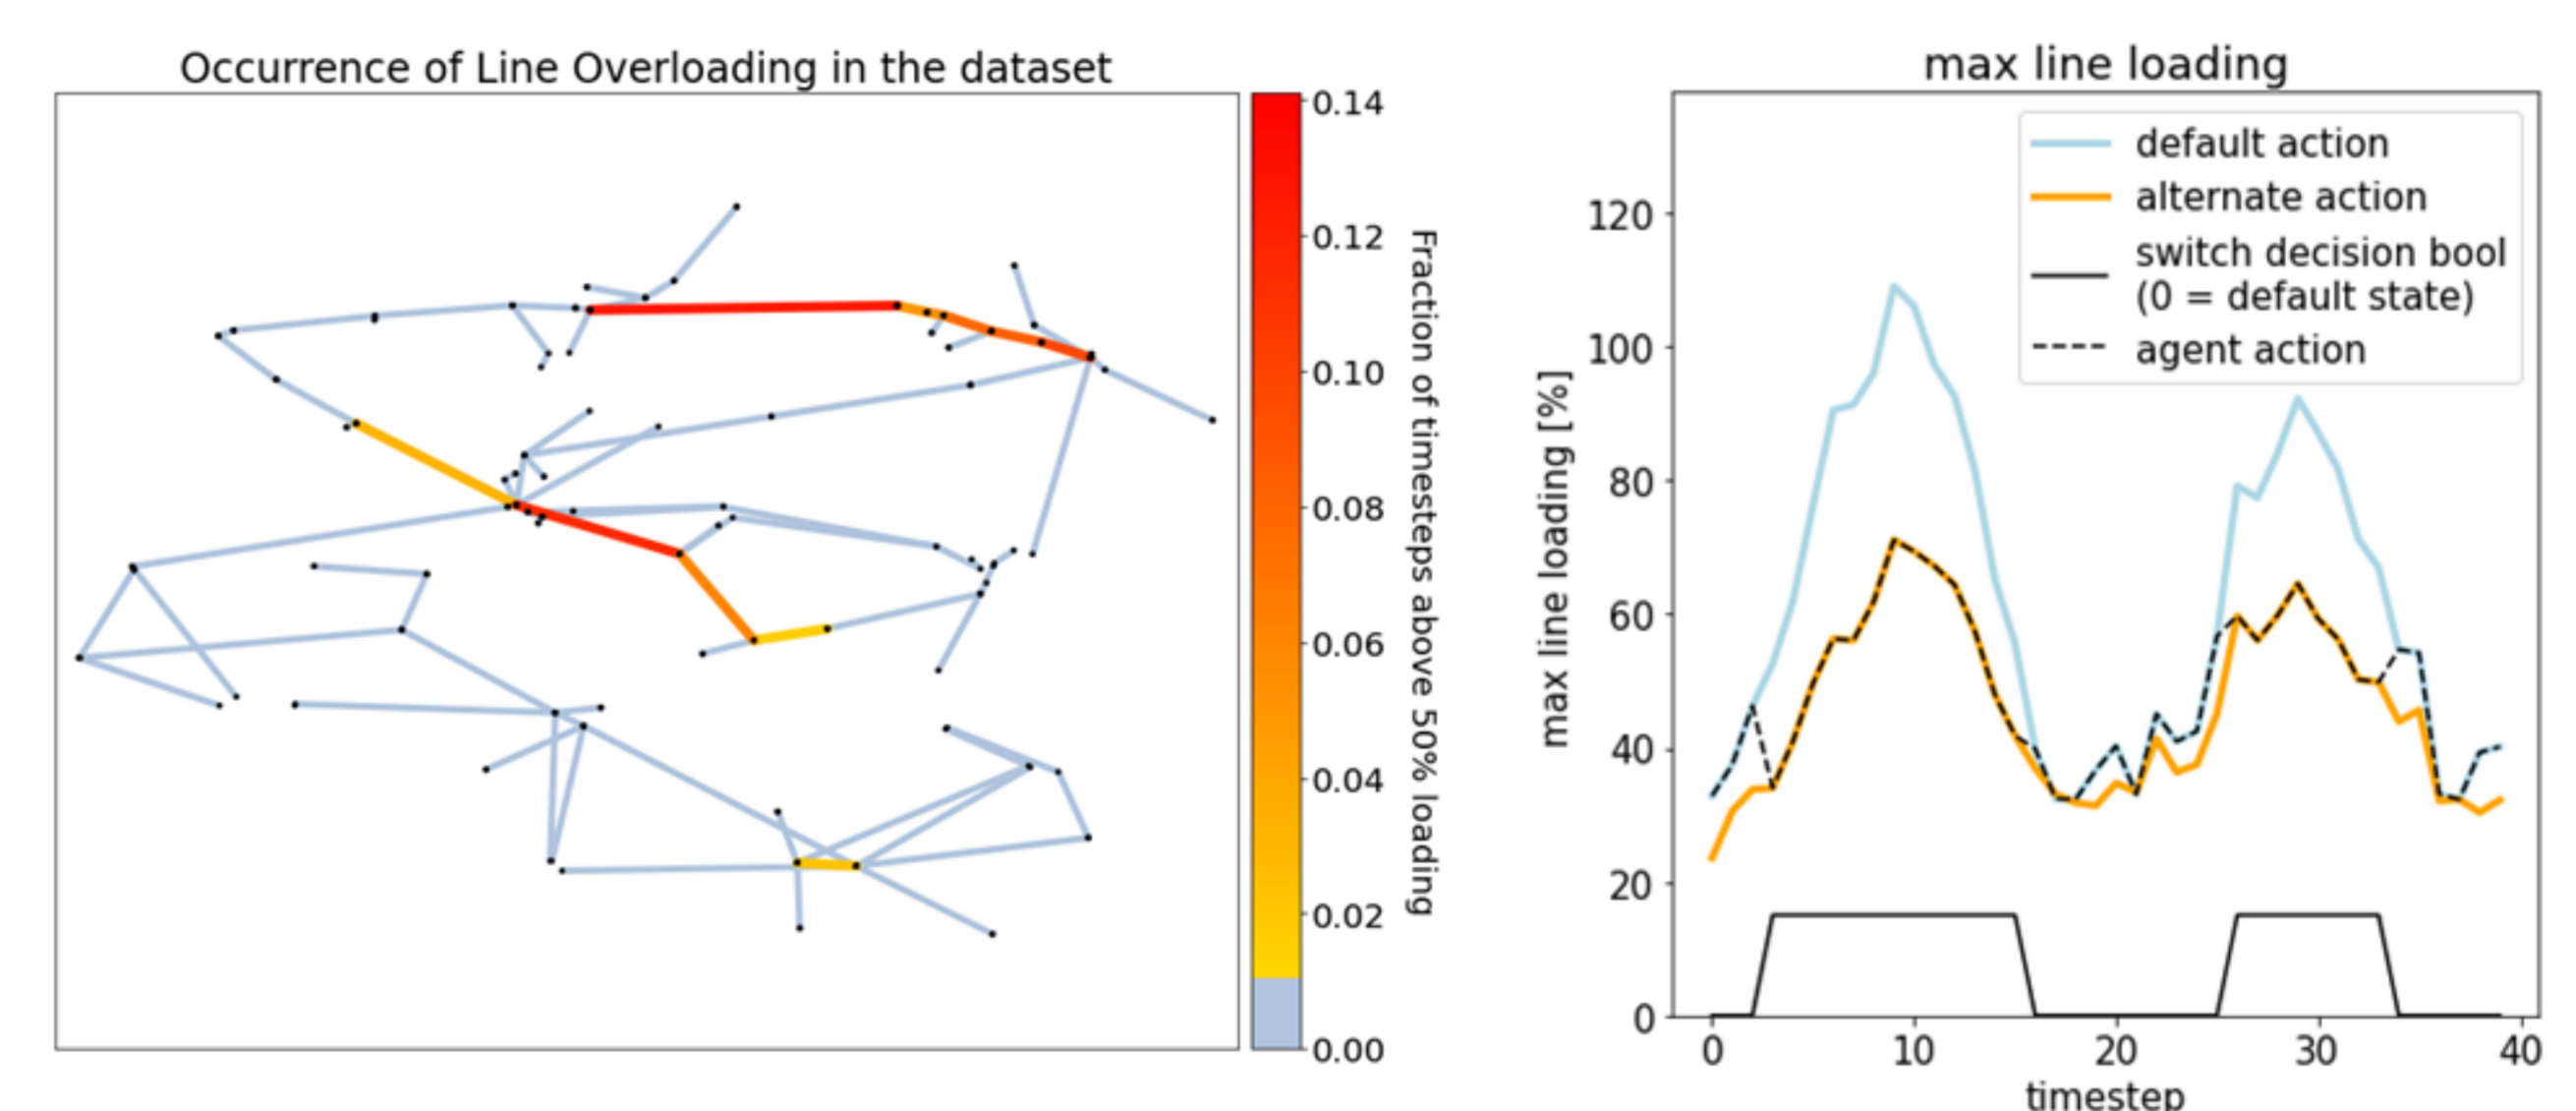 Occurrence of Line Overloading in the dataset
0.14
0.12
0.10
0.08
0.06
0.04
0.02
0.00
Fraction of timesteps above 50% loading
max line loading
default action
alternate action
switch decision bool
(0 = default state)
agent action
max line loading [%]
120
100
80
60
40
20
0
0 10 20 30 40
timestep